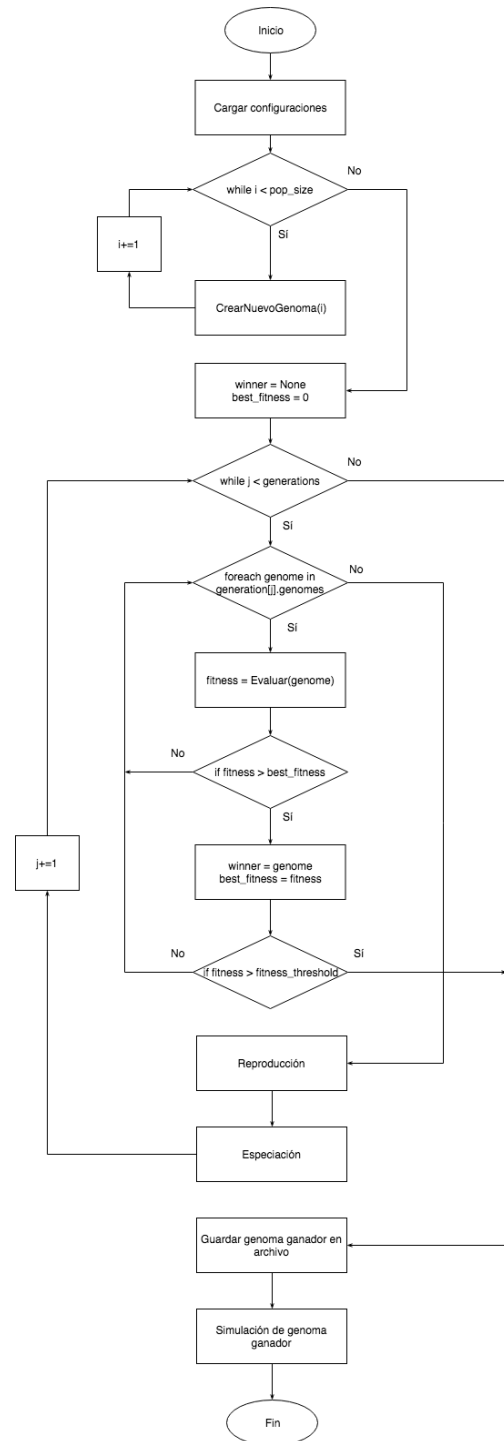 Inicio
Cargar configuraciones
No
while i < pop_size
i+=1
Sí
CrearNuevoGenoma(i)
winner = None
best_fitness = 0
No
while j < generations
Sí
foreach genome in
generation[j].genomes
No
Sí
fitness = Evaluar(genome)
No
if fitness > best_fitness
Sí
j+=1
winner = genome
best_fitness = fitness
No
Sí
if fitness > fitness_threshold
Reproducción
Especiación
Guardar genoma ganador en
archivo
Simulación de genoma
ganador
Fin